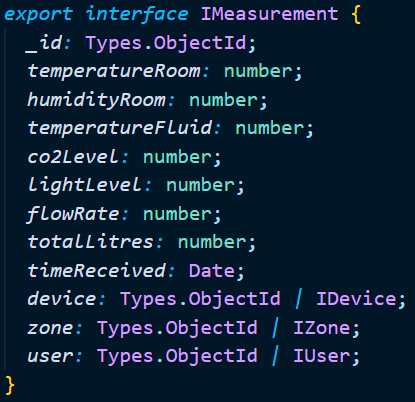 export interface IMeasurement {
_id: Types.ObjectId;
temperatureRoom: number;
humidityRoom: number;
temperatureFluid: number;
co2Level: number;
lightLevel: number;
flowRate: number;
totalLitres: number;
timeReceived: Date;
device: Types.ObjectId | IDevice;
zone: Types.ObjectId | IZone;
user: Types.ObjectId | IUser;
}